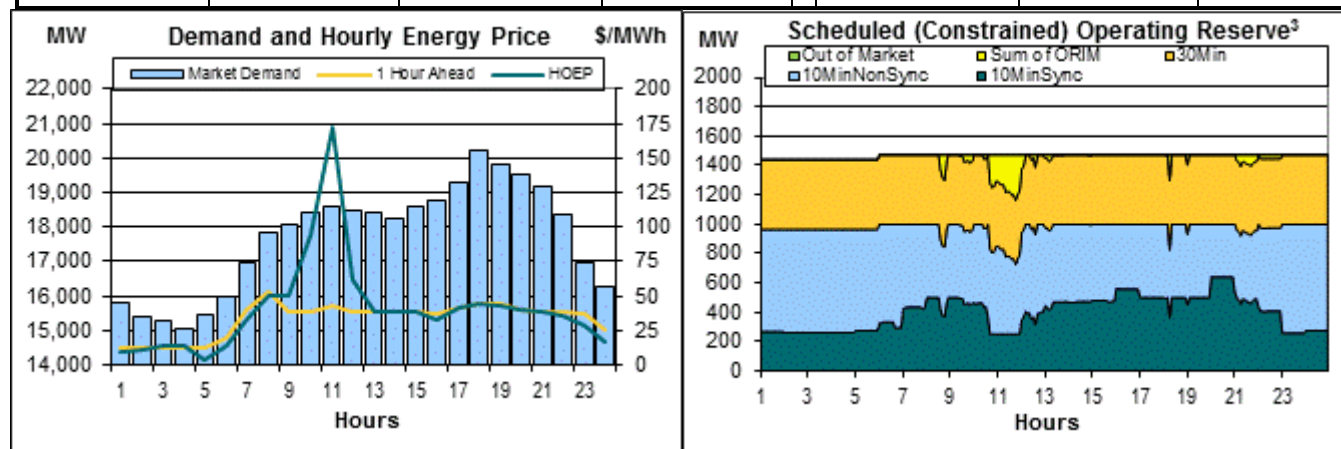 MW Demand and Hourly Energy Price $/MWh
Market Demand 1 Hour Ahead HOEP
22,000 200
21,000 175
20,000 150
19,000 125
18,000 100
17,000 75
16,000 50
15,000 25
14,000 0
1 3 5 7 9 11 13 15 17 19 21 23
Hours
Scheduled (Constrained) Operating Reserve³
MW
Out of Market Sum of ORIM 30Min
10MinNonSync 10MinSync
2000
1800
1600
1400
1200
1000
800
600
400
200
0
1 3 5 7 9 11 13 15 17 19 21 23
Hours